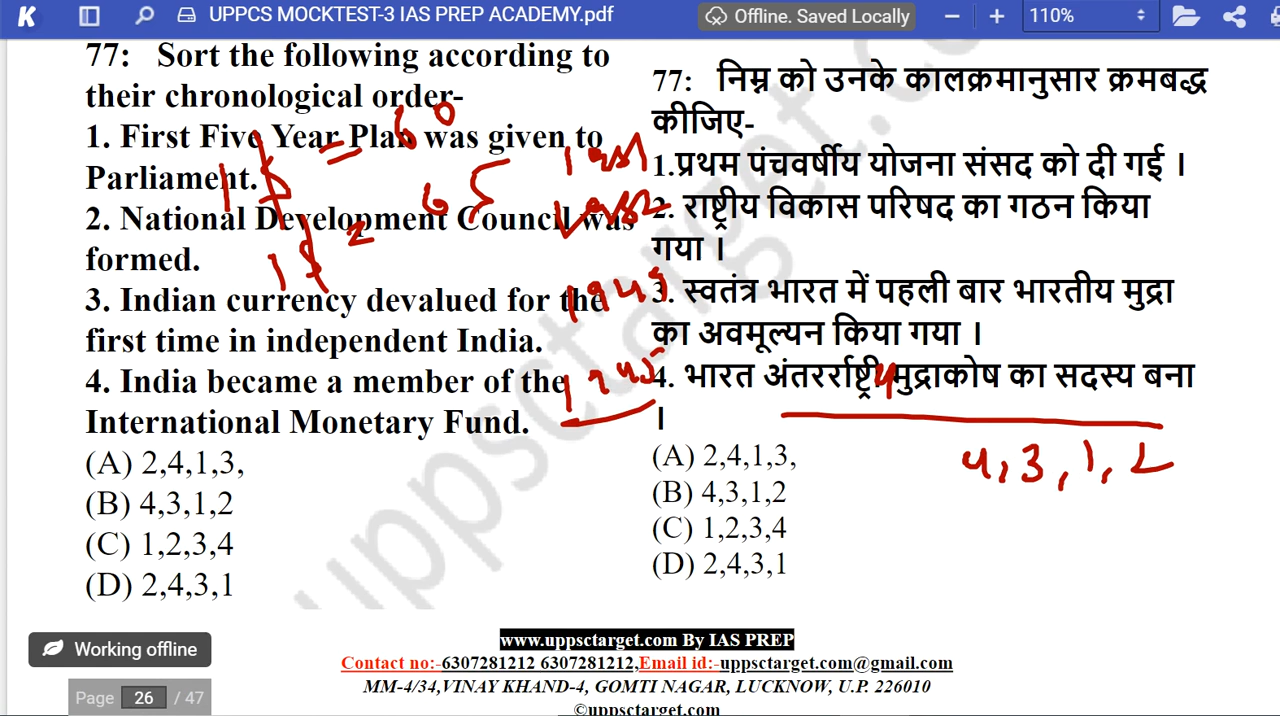 UPPCS MOCKTEST-3 IAS PREP ACADEMY.pdf
Offline. Saved Locally
110%
77: Sort the following according to
their chronological order-
1. First Five Year Plan was given to
Parliament.
2. National Development Council was
formed.
3. Indian currency devalued for the
first time in independent India.
4. India became a member of the
International Monetary Fund.
(A) 2,4,1,3,
(B) 4,3,1,2
(C) 1,2,3,4
(D) 2,4,3,1
60
65
1951
1952
1949
1945
77: निम्न को उनके कालक्रमानुसार क्रमबद्ध
कीजिए-
1.प्रथम पंचवर्षीय योजना संसद को दी गई ।
2. राष्ट्रीय विकास परिषद का गठन किया
गया ।
3. स्वतंत्र भारत में पहली बार भारतीय मुद्रा
का अवमूल्यन किया गया ।
4. भारत अंतरर्राष्ट्रीय मुद्राकोष का सदस्य बना
।
4
4,3,1,2
(A) 2,4,1,3,
(B) 4,3,1,2
(C) 1,2,3,4
(D) 2,4,3,1
Working offline
www.uppsctarget.com By IAS PREP
Contact no:-6307281212 6307281212,Email id:-uppsctarget.com@gmail.com
MM-4/34,VINAY KHAND-4, GOMTI NAGAR, LUCKNOW, U.P. 226010
©uppsctarget.com
Page 26 / 47